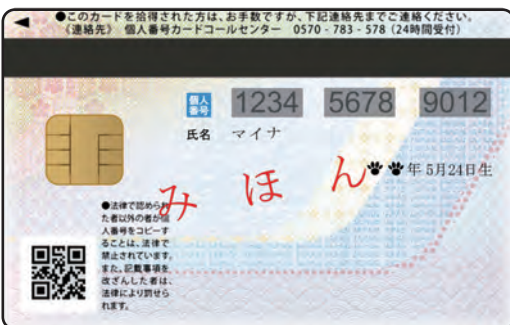 ●このカードを拾得された方は、お手数ですが、下記連絡先までご連絡ください。
《連絡先》 個人番号カードコールセンター 0570-783-578 (24時間受付)
個人番号 1234 5678 9012
氏名 マイナ
みほん
年5月24日生
●法律で認められ
た者以外の者が個
人番号をコピーす
ることは、法律で
禁止されています。
また、記載事項を
改ざんした者は、
法律により罰せら
れます。